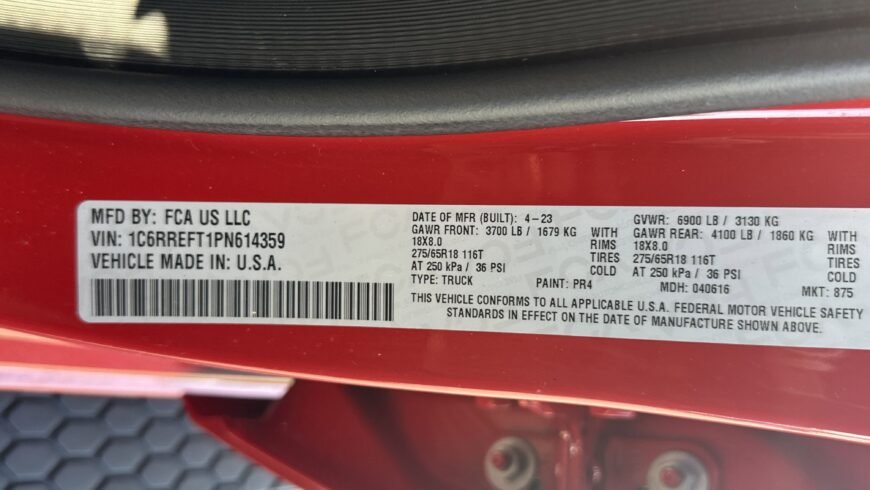 MFD BY: FCA US LLC
VIN: 1C6RREFT1PN614359
VEHICLE MADE IN: U.S.A.
DATE OF MFR (BUILT): 4-23
GVWR: 6900 LB / 3130 KG
GAWR FRONT: 3700 LB / 1679 KG WITH
GAWR REAR: 4100 LB / 1860 KG WITH
18X8.0 RIMS
18X8.0 RIMS
275/65R18 116T TIRES
275/65R18 116T TIRES
AT 250 kPa / 36 PSI COLD
AT 250 kPa / 36 PSI COLD
TYPE: TRUCK PAINT: PR4 MDH: 040616 MKT: 875
THIS VEHICLE CONFORMS TO ALL APPLICABLE U.S.A. FEDERAL MOTOR VEHICLE SAFETY
STANDARDS IN EFFECT ON THE DATE OF MANUFACTURE SHOWN ABOVE.